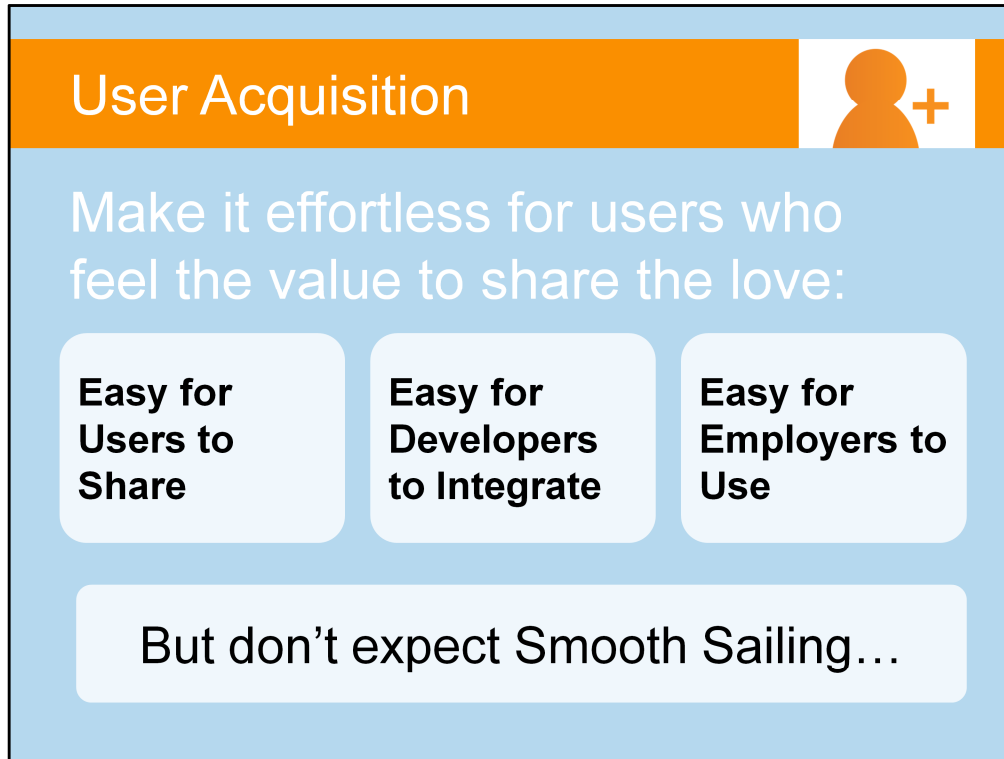 User Acquisition
Make it effortless for users who
feel the value to share the love:
Easy for
Users to
Share
Easy for
Developers
to Integrate
Easy for
Employers to
Use
But don’t expect Smooth Sailing…